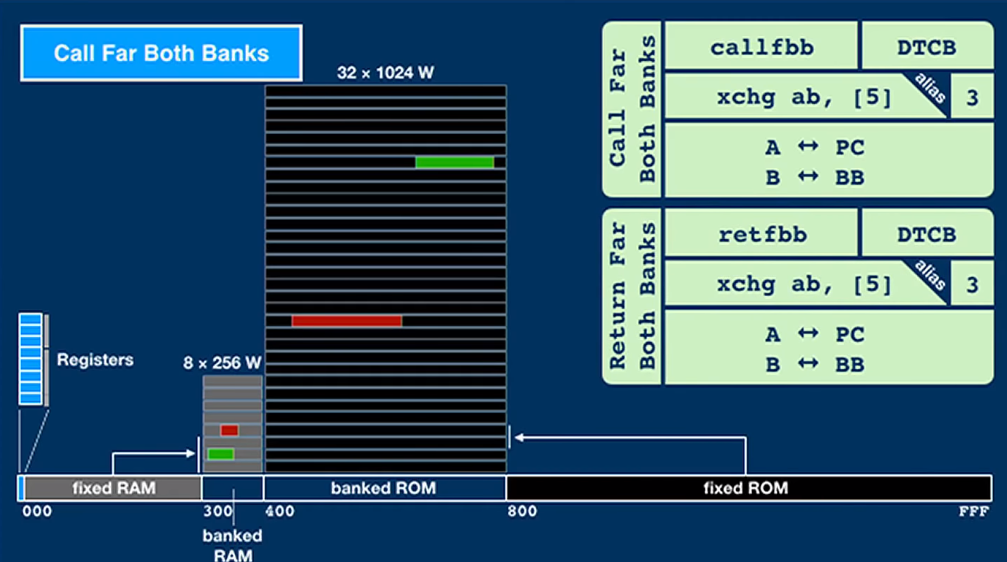 Call Far Both Banks
32 × 1024 W
Registers
8 × 256 W
fixed RAM
banked ROM
fixed ROM
000
300
400
800
FFF
banked
RAM
Call Far
Both Banks
callfbb
DTCB
xchg ab, [5]
alias
3
A ↔ PC
B ↔ BB
Return Far
Both Banks
retfbb
DTCB
xchg ab, [5]
alias
3
A ↔ PC
B ↔ BB